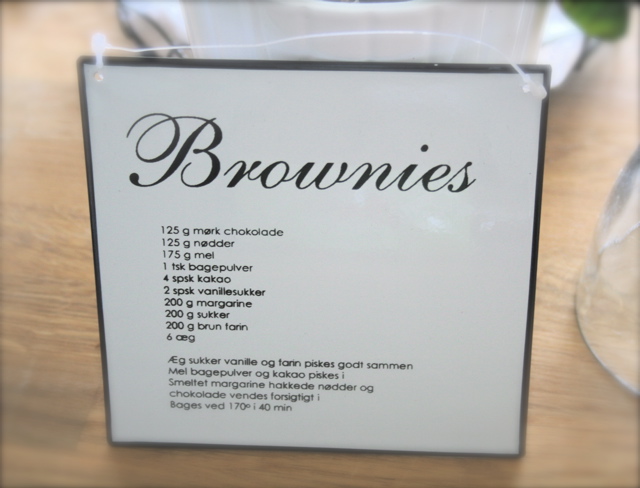 Brownies
125 g mørk chokolade
125 g nødder
175 g mel
1 tsk bagepulver
4 spsk kakao
2 spsk vanillesukker
200 g margarine
200 g sukker
200 g brun farin
6 æg
Æg sukker vanille og farin piskes godt sammen
Mel bagepulver og kakao piskes i
Smeltet margarine hakkede nødder og
chokolade vendes forsigtigt i
Bages ved 170º i 40 min